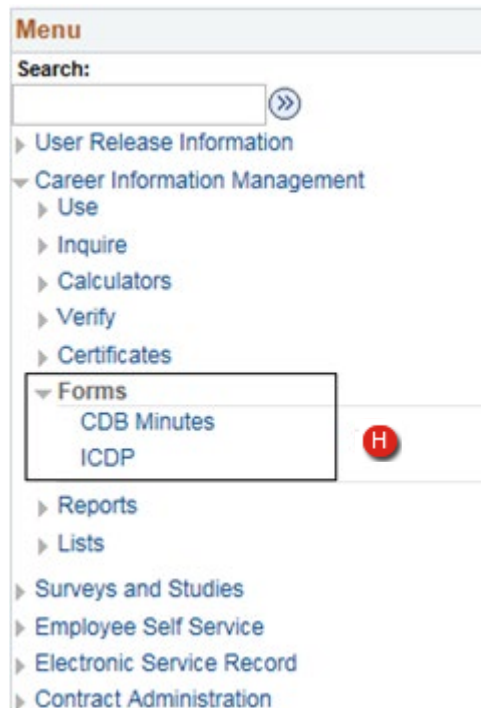 Menu
Search:
User Release Information
Career Information Management
Use
Inquire
Calculators
Verify
Certificates
Forms
CDB Minutes
ICDP
H
Reports
Lists
Surveys and Studies
Employee Self Service
Electronic Service Record
Contract Administration